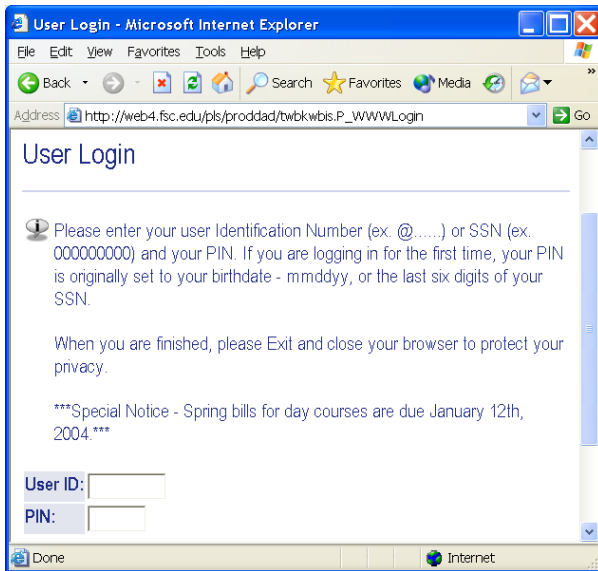 User Login - Microsoft Internet Explorer
File Edit View Favorites Tools Help
Back Search Favorites Media »
Address http://web4.fsc.edu/pls/proddad/twbkwbis.P_WWWLogin Go
User Login
Please enter your user Identification Number (ex. @......) or SSN (ex.
000000000) and your PIN. If you are logging in for the first time, your PIN
is originally set to your birthdate - mmddyy, or the last six digits of your
SSN.
When you are finished, please Exit and close your browser to protect your
privacy.
***Special Notice - Spring bills for day courses are due January 12th,
2004.***
User ID:
PIN:
Done Internet